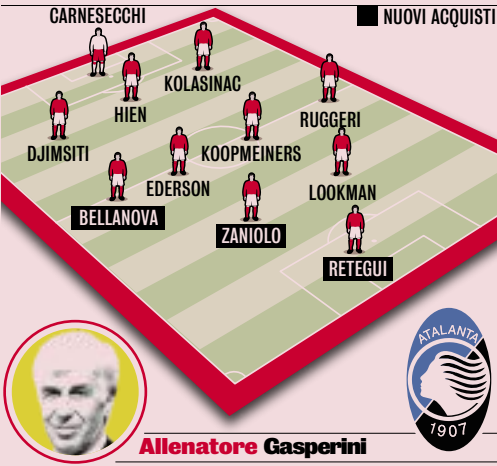 CARNESECCHI
NUOVI ACQUISTI
KOLASINAC
HIEN
RUGGERI
DJIMSITI
KOOPMEINERS
EDERSON
LOOKMAN
BELLANOVA
ZANIOLO
RETEGUI
ATALANTA
1907
Allenatore Gasperini